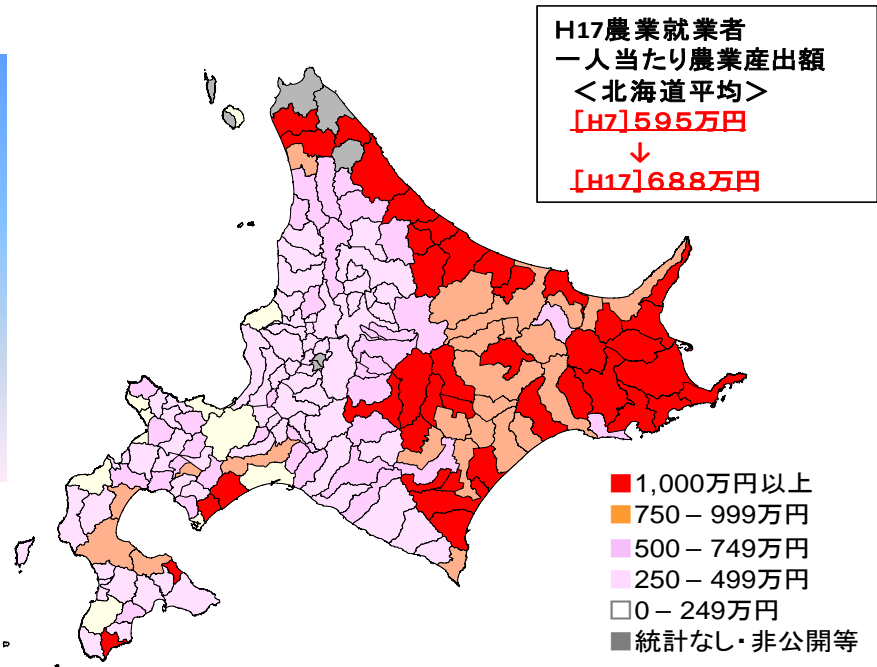 H17農業就業者
一人当たり農業産出額
＜北海道平均＞
[H7]595万円
↓
[H17]688万円
1,000万円以上
750 – 999万円
500 – 749万円
250 – 499万円
0 – 249万円
統計なし・非公開等